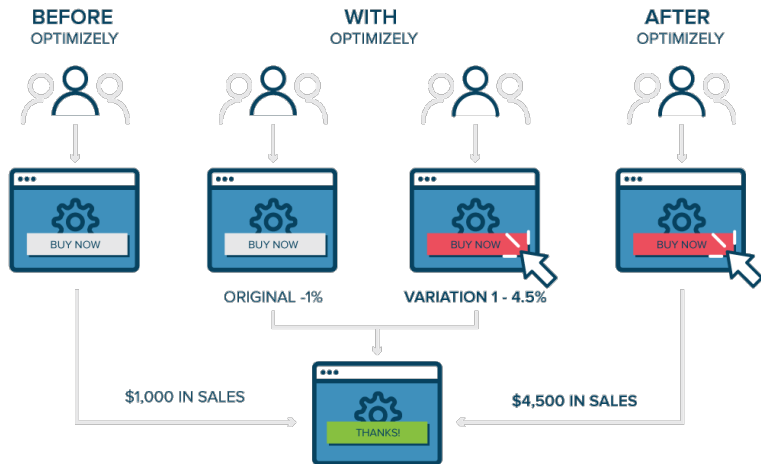 BEFORE
OPTIMIZELY
WITH
OPTIMIZELY
AFTER
OPTIMIZELY
BUY NOW
BUY NOW
BUY NOW
BUY NOW
ORIGINAL -1%
VARIATION 1 - 4.5%
$1,000 IN SALES
$4,500 IN SALES
THANKS!